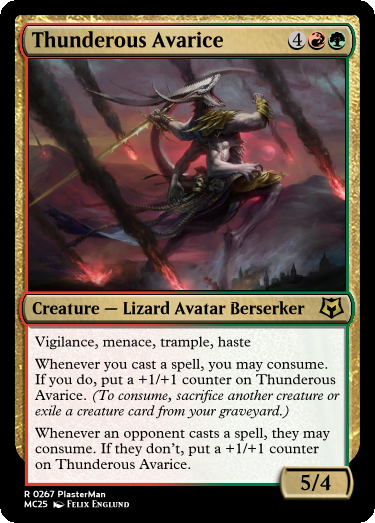 Thunderous Avarice 4
Creature — Lizard Avatar Berserker
Vigilance, menace, trample, haste
Whenever you cast a spell, you may consume.
If you do, put a +1/+1 counter on Thunderous
Avarice. (To consume, sacrifice another creature or
exile a creature card from your graveyard.)
Whenever an opponent casts a spell, they may
consume. If they don't, put a +1/+1 counter
on Thunderous Avarice.
5/4
R 0267 PlasterMan
MC25 Felix Englund